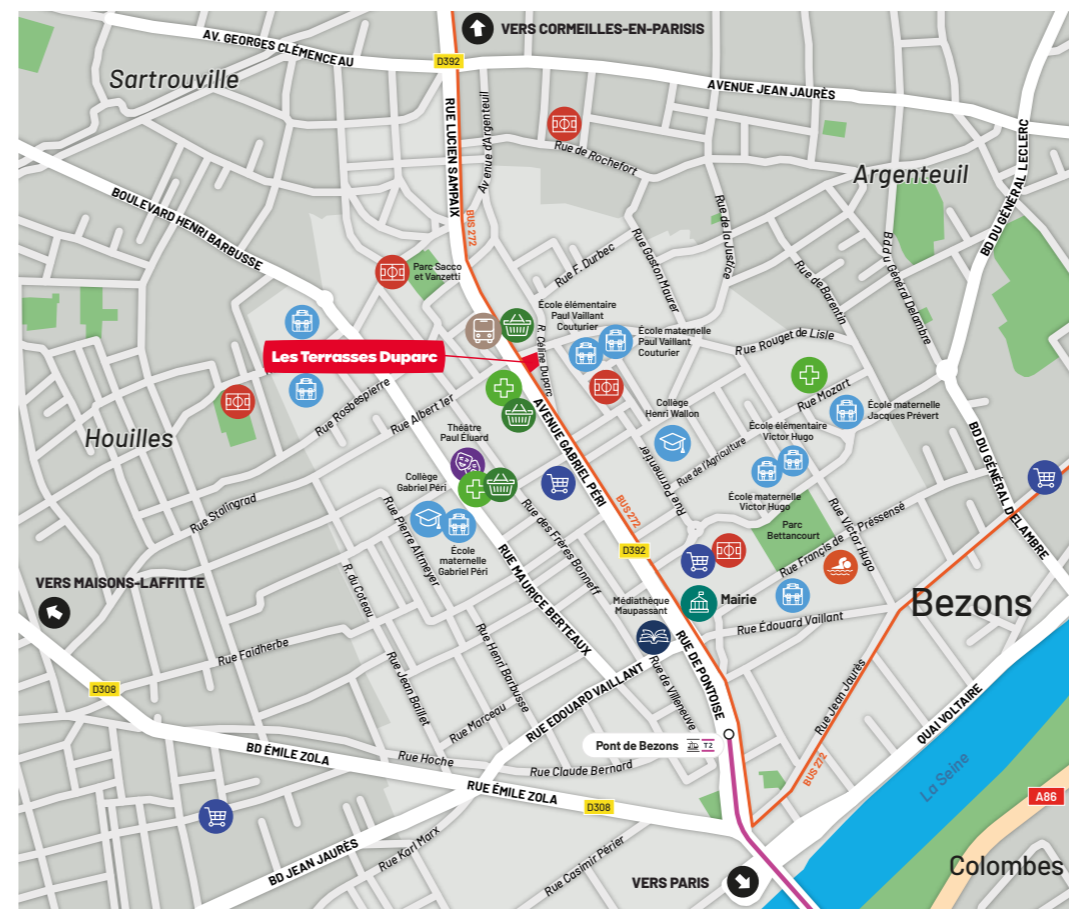 VERS CORMEILLES-EN-PARISIS
AV. GEORGES CLÉMENCEAU
D392
Sartrouville
AVENUE JEAN JAURÈS
RUE LUCIEN SAMPAIX
Av enue d'Argenteuil
Rue de Rochefort
Argenteuil
BD DU GÉNÉRAL LECLERC
BOULEVARD HENRI BARBUSSE
BUS 272
Rue de la Justice
Rue Gaston Maurer
Bd du Général Delambre
Parc Sacco
et Vanzetti
Rue F. Durbec
Rue de Barentin
École élémentaire
Paul Vaillant
Couturier
R. Céline Duparc
École maternelle
Paul Vaillant
Couturier
Rue Rouget de Lisle
Les Terrasses Duparc
Rue Rosbespierre
Rue Albert 1er
AVENUE GABRIEL PÉRI
Collège
Henri Wallon
Rue Mozart
École maternelle
Jacques Prévert
Houilles
Théâtre
Paul Éluard
École élémentaire
Victor Hugo
Rue Parmentier
Rue de l'Agriculture
BD DU GÉNÉRAL DELAMBRE
Collège
Gabriel Péri
École maternelle
Victor Hugo
Rue Stalingrad
Rue Pierre Altmeyer
Rue des Frères Bonneff
BUS 272
Parc
Bettancourt
Rue Victor Hugo
Rue Françis de Préssensé
École
maternelle
Gabriel Péri
D392
VERS MAISONS-LAFFITTE
R. du Coteau
RUE MAURICE BERTEAUX
Médiathèque
Maupassant
Mairie
Bezons
Rue Édouard Vaillant
Rue Faidherbe
Rue Jean Baillet
Rue Henri Barbusse
RUE DE PONTOISE
Rue de Villeneuve
RUE EDOUARD VAILLANT
Rue Jean Jaurès
D308
Rue Marceau
QUAI VOLTAIRE
Pont de Bezons T2
BD ÉMILE ZOLA
Rue Hoche
Rue Claude Bernard
BUS 272
La Seine
RUE ÉMILE ZOLA
D308
A86
BD JEAN JAURÈS
Rue Karl Marx
Rue Casimir Périer
VERS PARIS
Colombes